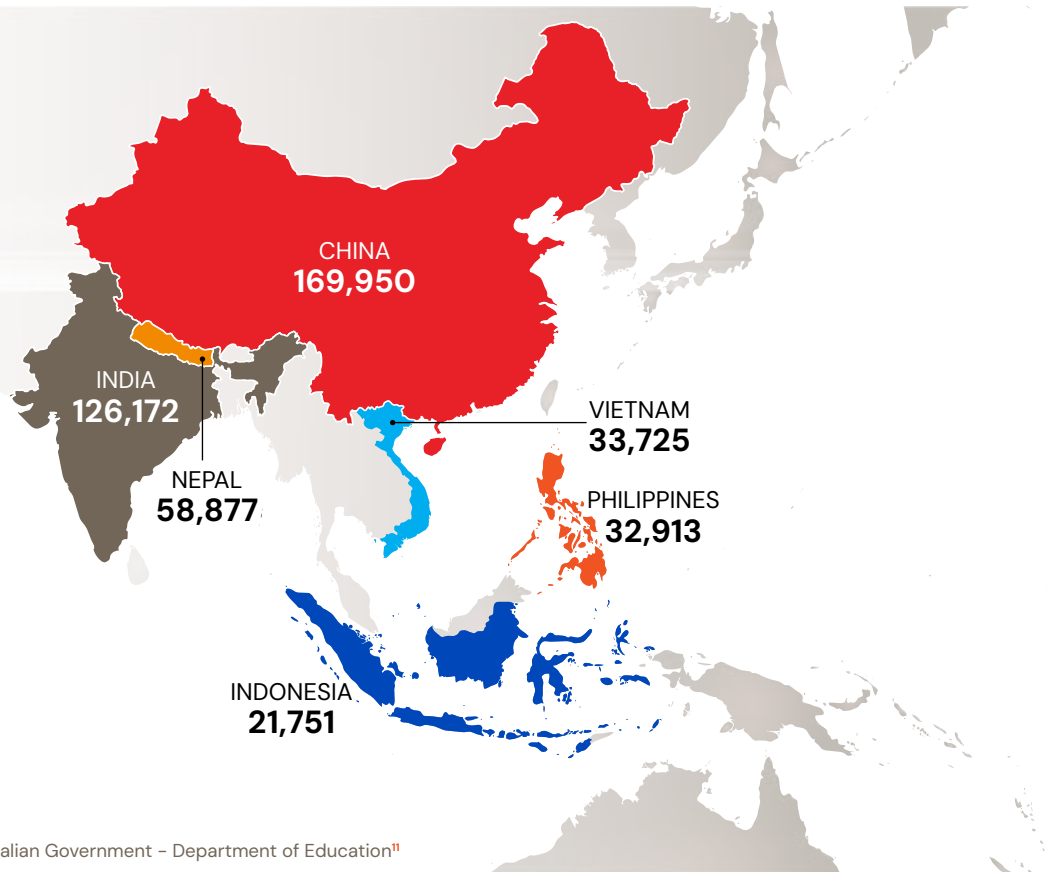 CHINA
169,950
INDIA
126,172
VIETNAM
33,725
NEPAL
58,877
PHILIPPINES
32,913
INDONESIA
21,751
alian Government – Department of Education¹¹